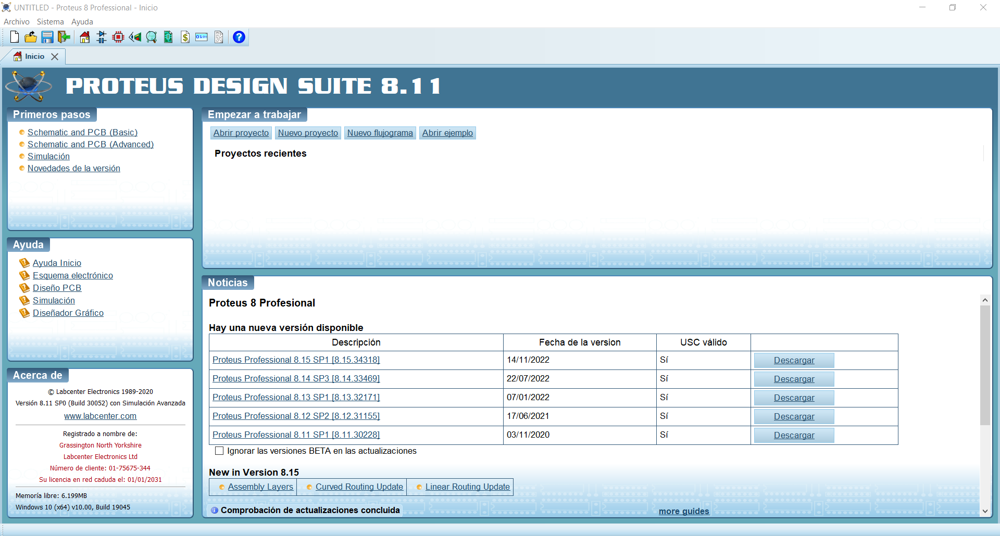 UNTITLED - Proteus 8 Professional - Inicio
Archivo Sistema Ayuda
Inicio
PROTEUS DESIGN SUITE 8.11
Primeros pasos
Schematic and PCB (Basic)
Schematic and PCB (Advanced)
Simulación
Novedades de la versión
Ayuda
Ayuda Inicio
Esquema electrónico
Diseño PCB
Simulación
Diseñador Gráfico
Acerca de
© Labcenter Electronics 1989-2020
Versión 8.11 SP0 (Build 30052) con Simulación Avanzada
www.labcenter.com
Registrado a nombre de:
Grassington North Yorkshire
Labcenter Electronics Ltd
Número de cliente: 01-75675-344
Su licencia en red caduca el: 01/01/2031
Memoría libre: 6.199MB
Windows 10 (x64) v10.00, Build 19045
Empezar a trabajar
Abrir proyecto Nuevo proyecto Nuevo flujograma Abrir ejemplo
Proyectos recientes
Noticias
Proteus 8 Profesional
Hay una nueva versión disponible
Descripción Fecha de la version USC válido
Proteus Professional 8.15 SP1 [8.15.34318] 14/11/2022 Sí Descargar
Proteus Professional 8.14 SP3 [8.14.33469] 22/07/2022 Sí Descargar
Proteus Professional 8.13 SP1 [8.13.32171] 07/01/2022 Sí Descargar
Proteus Professional 8.12 SP2 [8.12.31155] 17/06/2021 Sí Descargar
Proteus Professional 8.11 SP1 [8.11.30228] 03/11/2020 Sí Descargar
Ignorar las versiones BETA en las actualizaciones
New in Version 8.15
Assembly Layers Curved Routing Update Linear Routing Update
Comprobación de actualizaciones concluida more guides